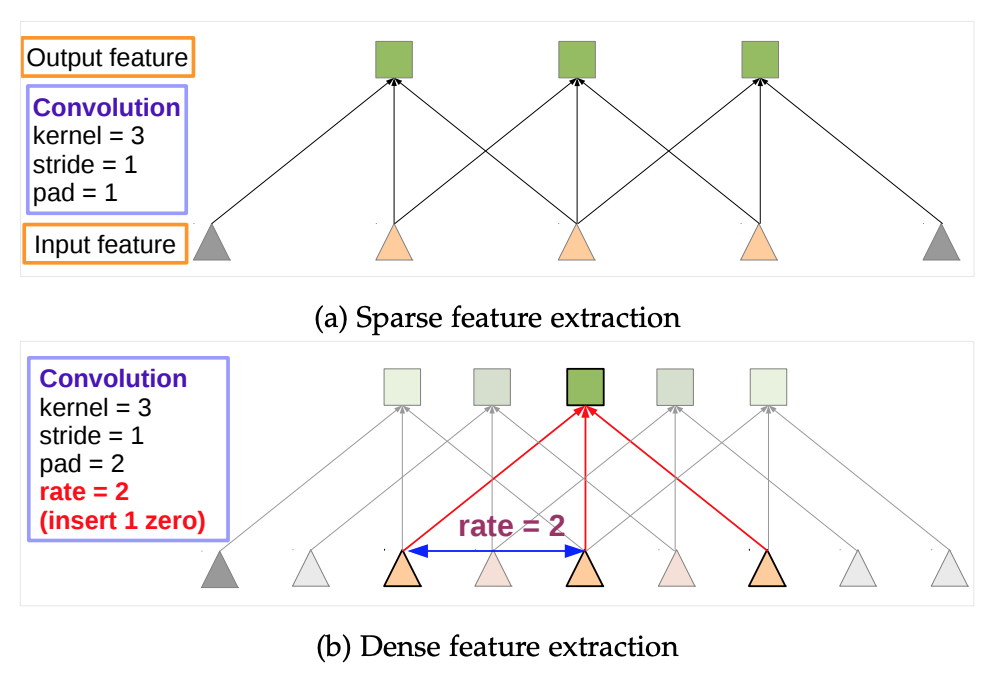 Output feature
Convolution
kernel = 3
stride = 1
pad = 1
Input feature
(a) Sparse feature extraction
Convolution
kernel = 3
stride = 1
pad = 2
rate = 2
(insert 1 zero)
rate = 2
(b) Dense feature extraction